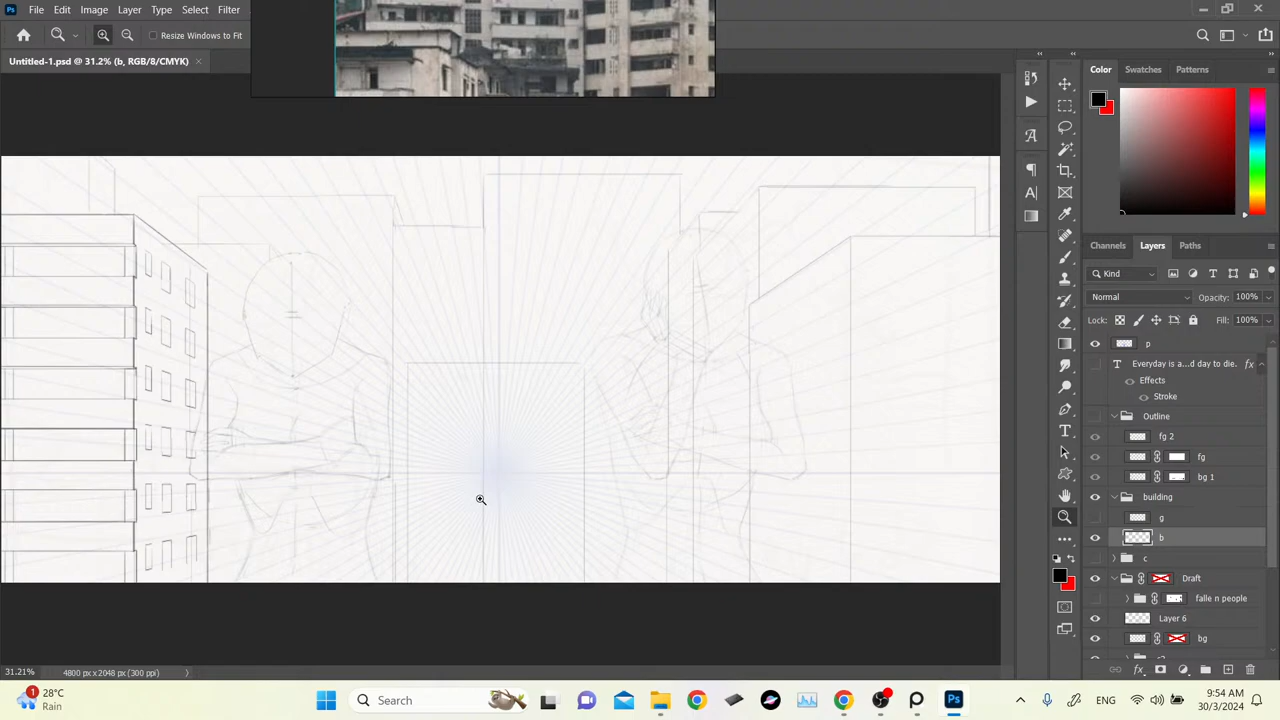 File Edit Image Layer Type Select Filter
Resize Windows to Fit
Untitled-1.psd @ 31.2% (b, RGB/8/CMYK)
Color Swatches Patterns
Channels Layers Paths
Kind
Normal Opacity: 100%
Lock: Fill: 100%
p
Everyday is a...d day to die. fx
Effects
Stroke
Outline
fg 2
fg
bg 1
building
g
b
c
Draft
falle n people
Layer 6
bg
31.21% 4800 px x 2048 px (300 ppi)
1
28°C
Rain
Search
ENG
9:54 AM
30/3/2024